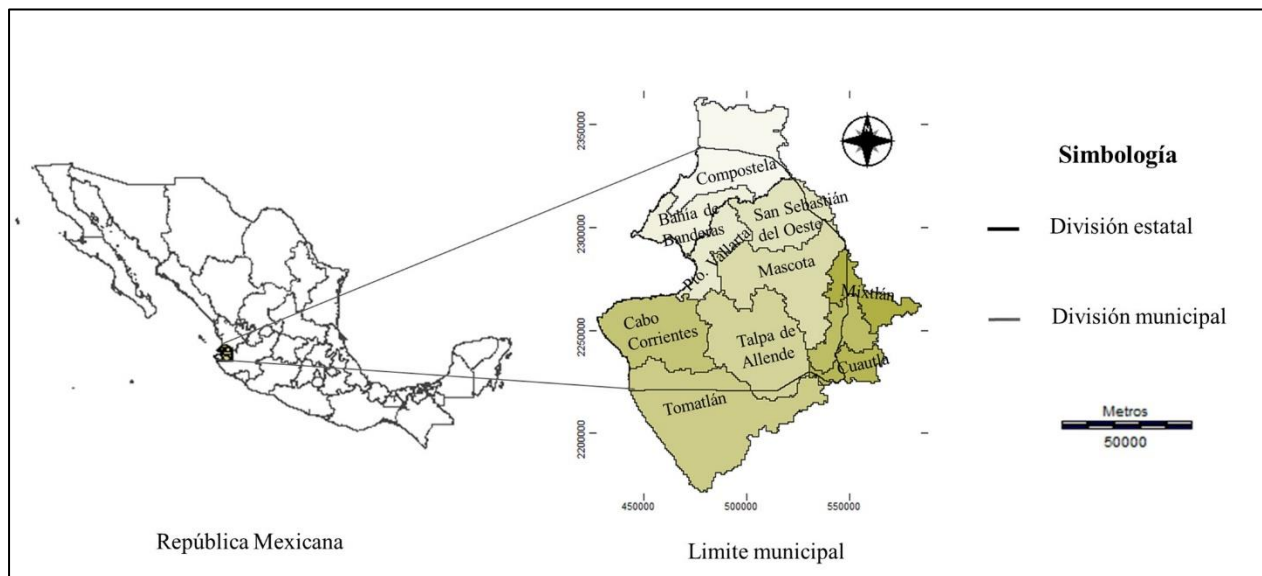 2350000
2300000
2250000
2200000
Compostela
Bahía de
Banderas
San Sebastián
del Oeste
Pto. Vallarta
Mascota
Mixtlán
Cabo
Corrientes
Talpa de
Allende
Cuautla
Tomatlán
450000 500000 550000
Simbología
División estatal
División municipal
Metros
50000
República Mexicana
Limite municipal